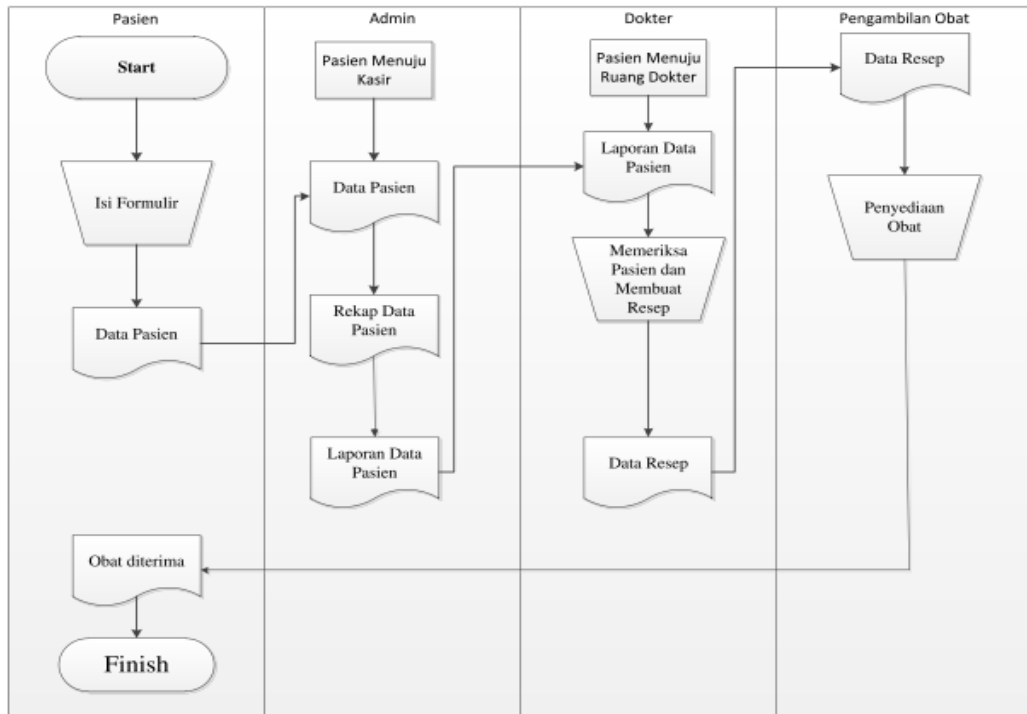 Pasien
Start
Isi Formulir
Data Pasien
Obat diterima
Finish
Admin
Pasien Menuju
Kasir
Data Pasien
Rekap Data
Pasien
Laporan Data
Pasien
Dokter
Pasien Menuju
Ruang Dokter
Laporan Data
Pasien
Memeriksa
Pasien dan
Membuat
Resep
Data Resep
Pengambilan Obat
Data Resep
Penyediaan
Obat